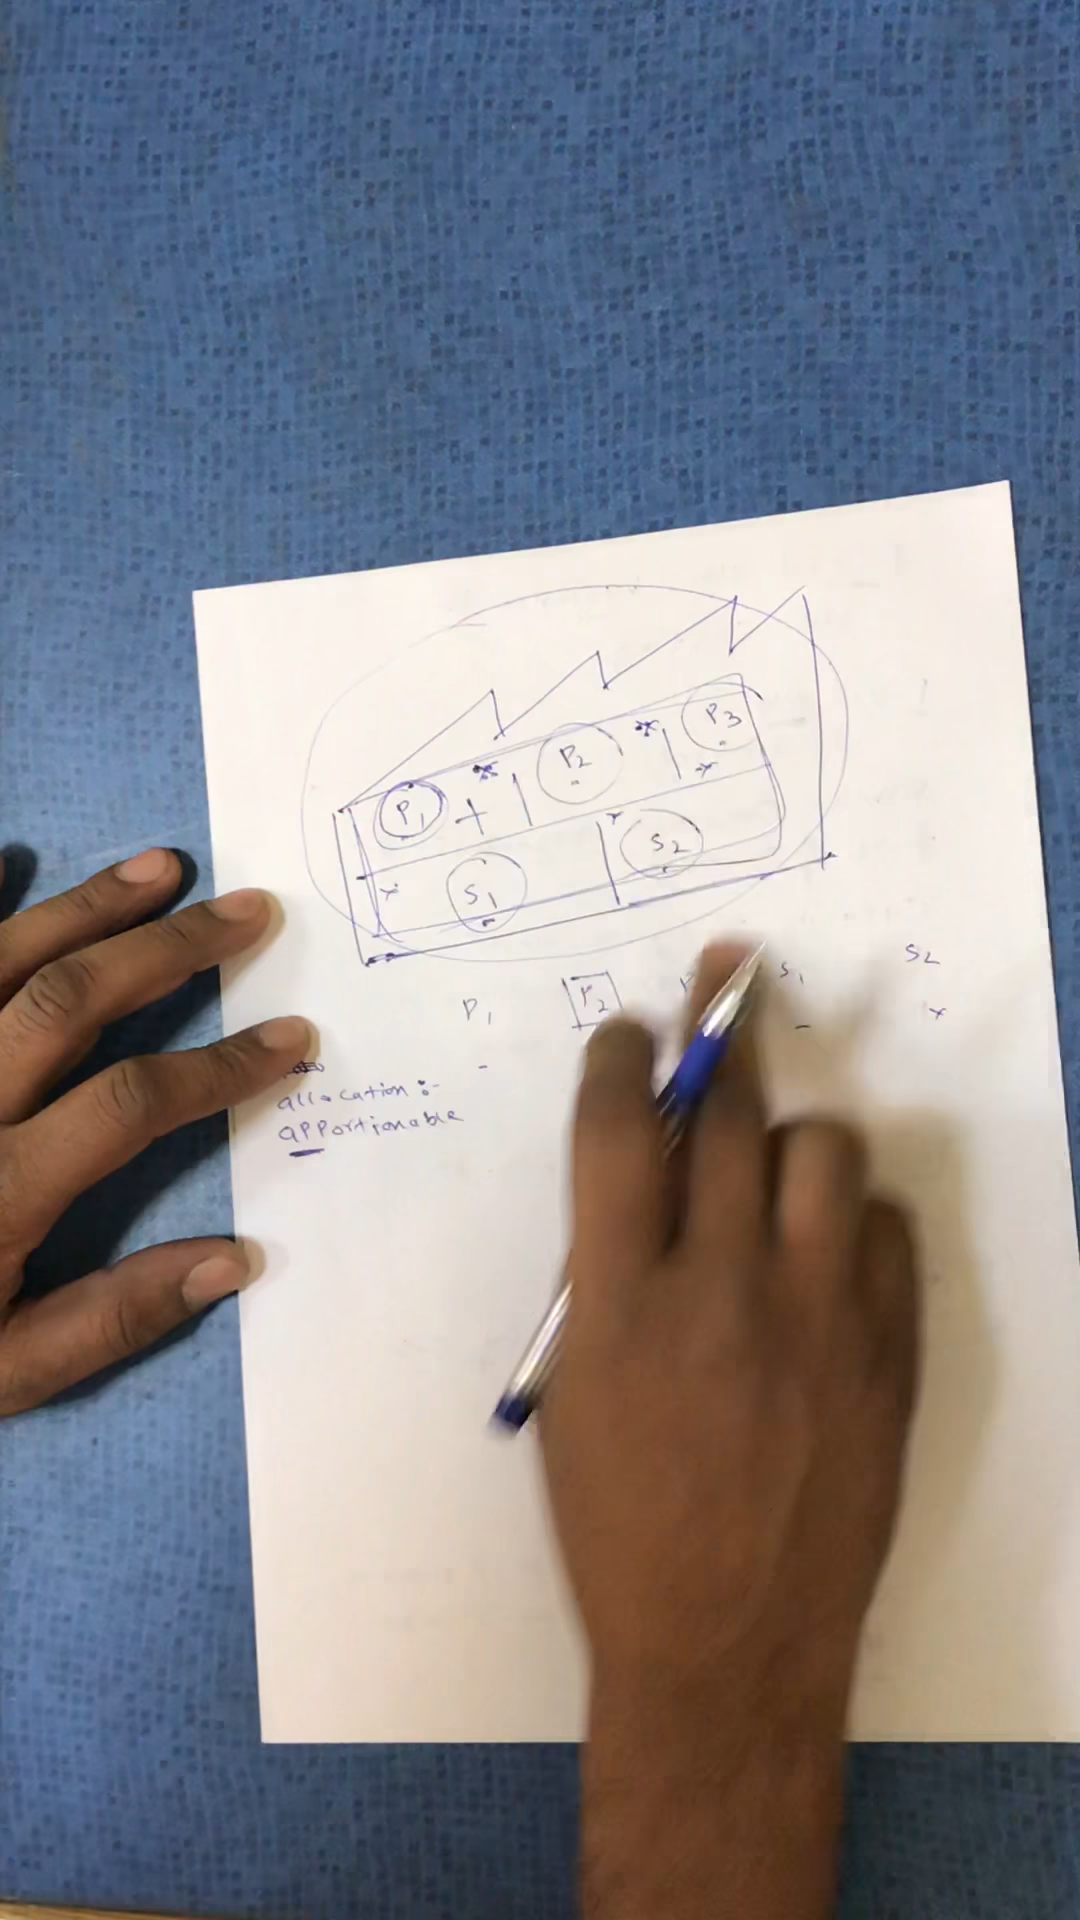 P3
P2
P1
S2
S1
P1 P2 P S1 S2
- - x
allocation :-
apportionable